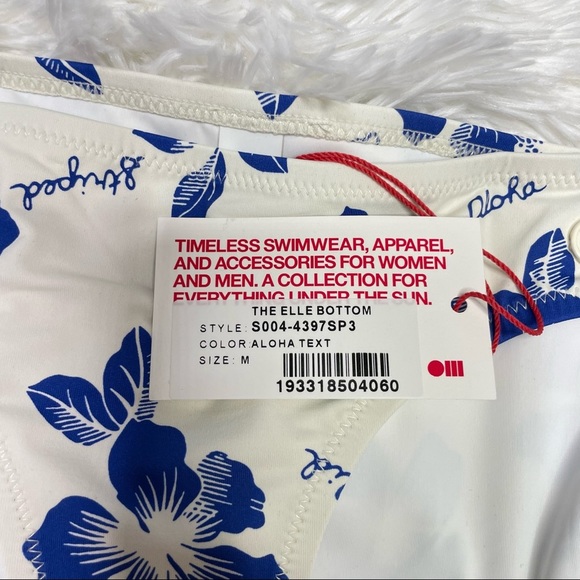 Striped
Aloha
TIMELESS SWIMWEAR, APPAREL,
AND ACCESSORIES FOR WOMEN
AND MEN. A COLLECTION FOR
EVERYTHING UNDER THE SUN.
THE ELLE BOTTOM
STYLE: S004-4397SP3
COLOR: ALOHA TEXT
SIZE: M
193318504060